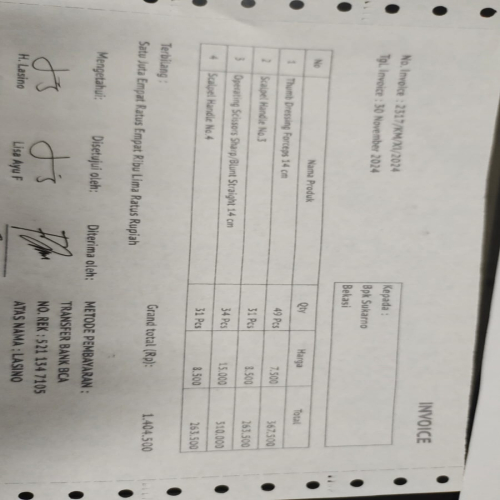 INVOICE
No. Invoice : 2317/KM/XI/2024
Tgl. Invoice : 30 November 2024
Kepada :
Bpk Sukarno
Bekasi
No Nama Produk Qty Harga Total
1 Thumb Dressing Forceps 14 cm 49 Pcs 7.500 367.500
2 Scalpel Handle No.3 31 Pcs 8.500 263.500
3 Operating Scissors Sharp/Blunt Straight 14 cm 34 Pcs 15.000 510.000
4 Scalpel Handle No.4 31 Pcs 8.500 263.500
Grand total (Rp): 1.404.500
Terbilang :
Satu Juta Empat Ratus Empat Ribu Lima Ratus Rupiah
Mengetahui: Disetujui oleh: Diterima oleh:
H. Lasino Lisa Ayu F
METODE PEMBAYARAN :
TRANSFER BANK BCA
NO. REK : 521 134 7105
ATAS NAMA : LASINO